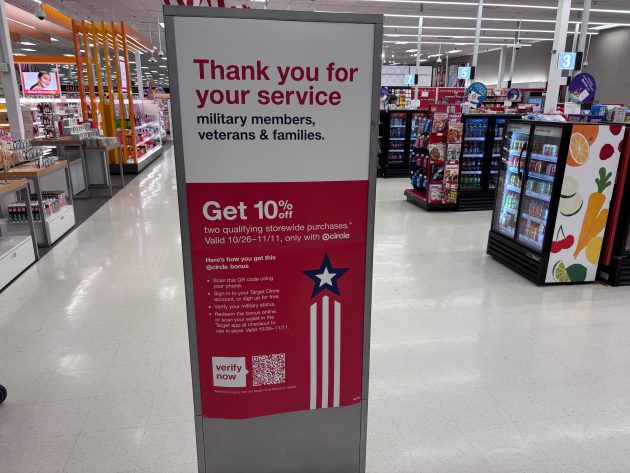 Thank you for
your service
military members,
veterans & families.
Get 10% off
two qualifying storewide purchases.*
Valid 10/26–11/11, only with circle
Here's how you get this
circle bonus
• Scan this QR code using
your phone.
• Sign in to your Target Circle
account, or sign up for free.
• Verify your military status.
• Redeem the bonus online,
or scan your wallet in the
Target app at checkout to
use in store. Valid 10/26–11/11.
verify
now
7
5
3
2